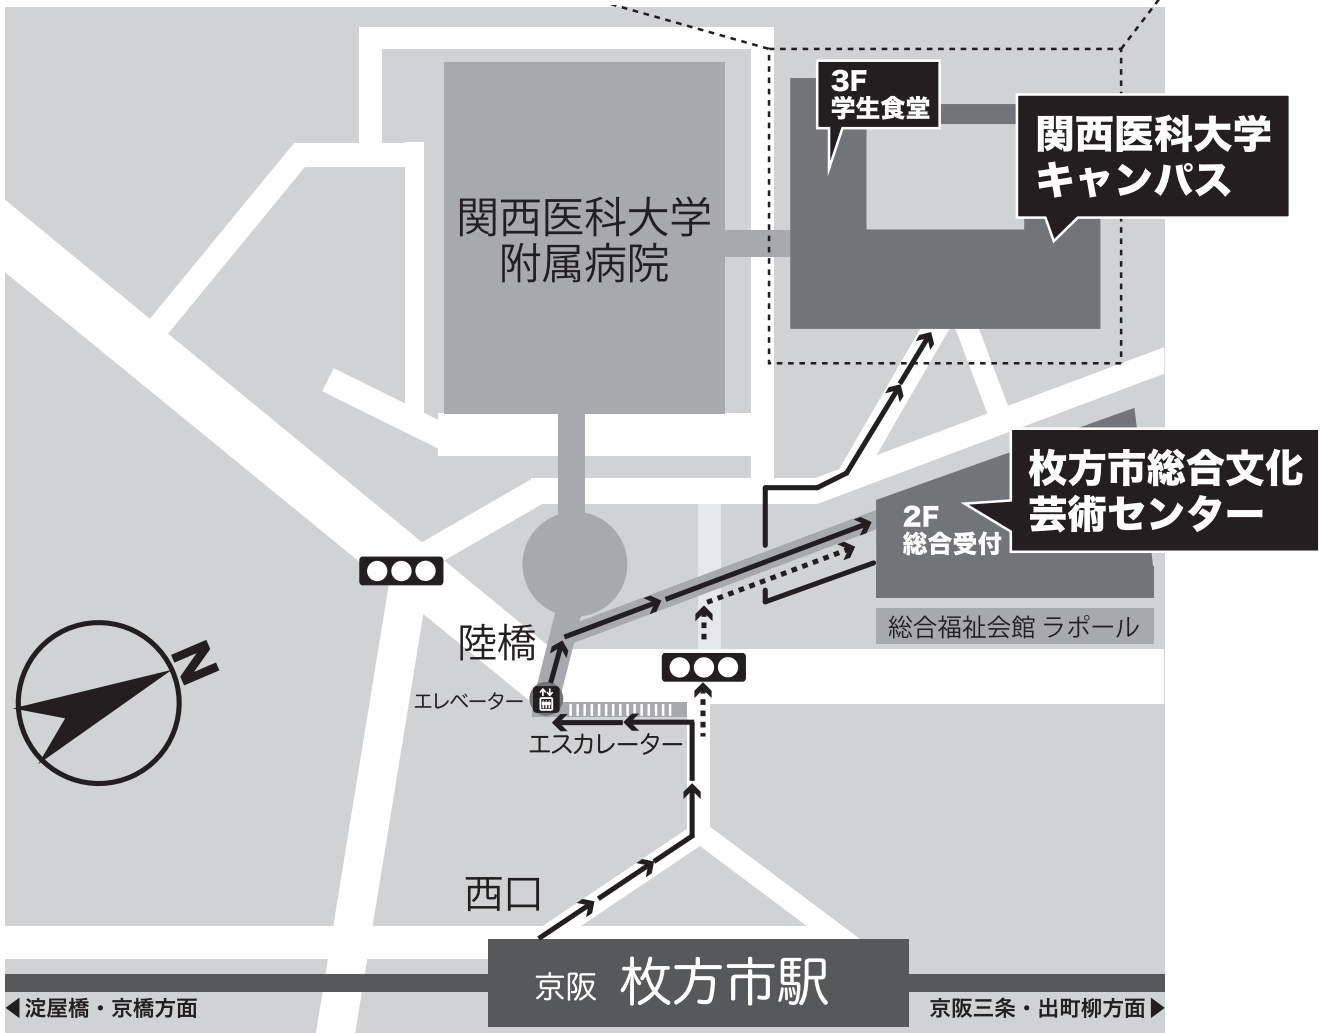 3F
学生食堂
関西医科大学
キャンパス
関西医科大学
附属病院
枚方市総合文化
芸術センター
2F
総合受付
総合福祉会館 ラポール
陸橋
N
エレベーター
エスカレーター
西口
京阪 枚方市駅
◀淀屋橋・京橋方面
京阪三条・出町柳方面▶